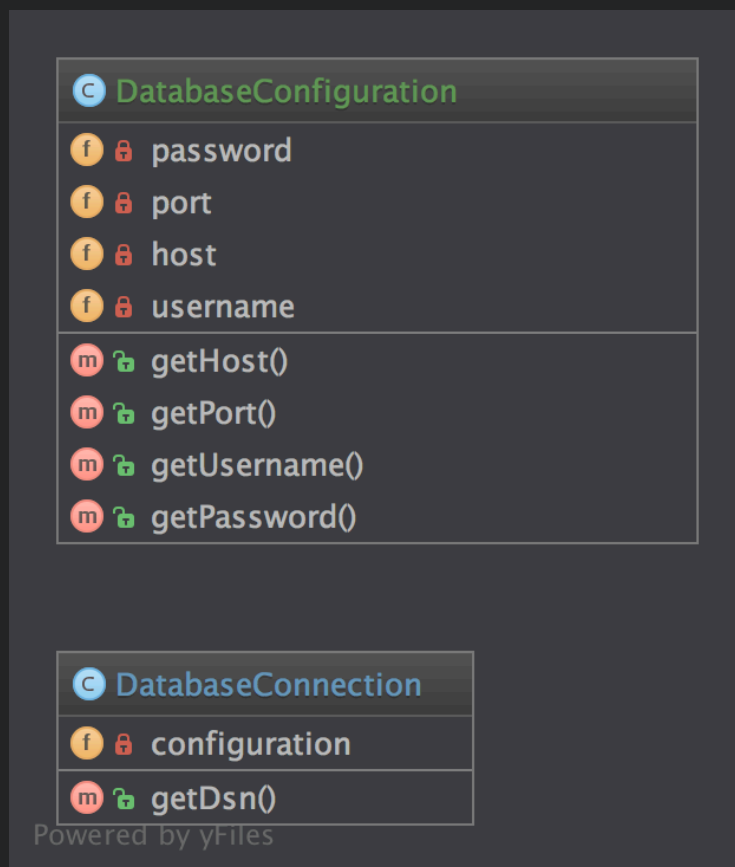 C DatabaseConfiguration
f password
f port
f host
f username
m getHost()
m getPort()
m getUsername()
m getPassword()
C DatabaseConnection
f configuration
m getDsn()
Powered by yFiles